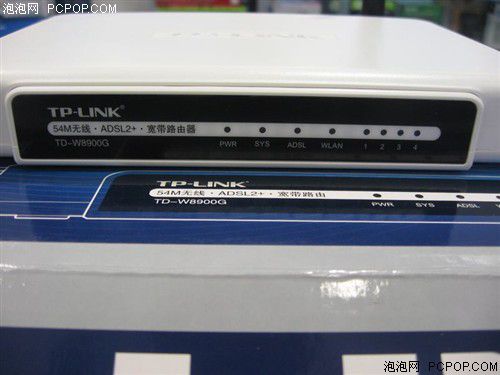 泡泡网 PCPOP.COM
TP-LINK®
54M无线·ADSL2+·宽带路由器
TD-W8900G
PWR SYS ADSL WLAN 1 2 3 4
TP-LINK®
54M无线·ADSL2+·宽带路由
TD-W8900G
PWR SYS ADSL
泡泡网 PCPOP.COM